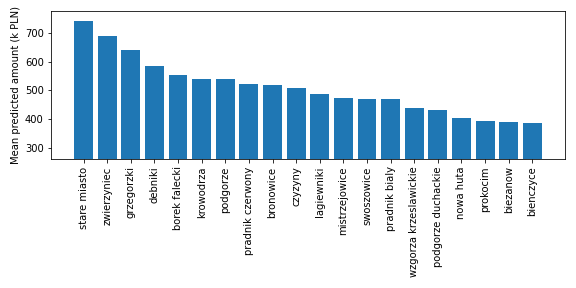 Mean predicted amount (k PLN)
700
600
500
400
300
stare miasto
zwierzyniec
grzegorzki
debniki
borek falecki
krowodrza
podgorze
pradnik czerwony
bronowice
czyzyny
lagiewniki
mistrzejowice
swoszowice
pradnik bialy
wzgorza krzeslawickie
podgorze duchackie
nowa huta
prokocim
biezanow
bienczyce